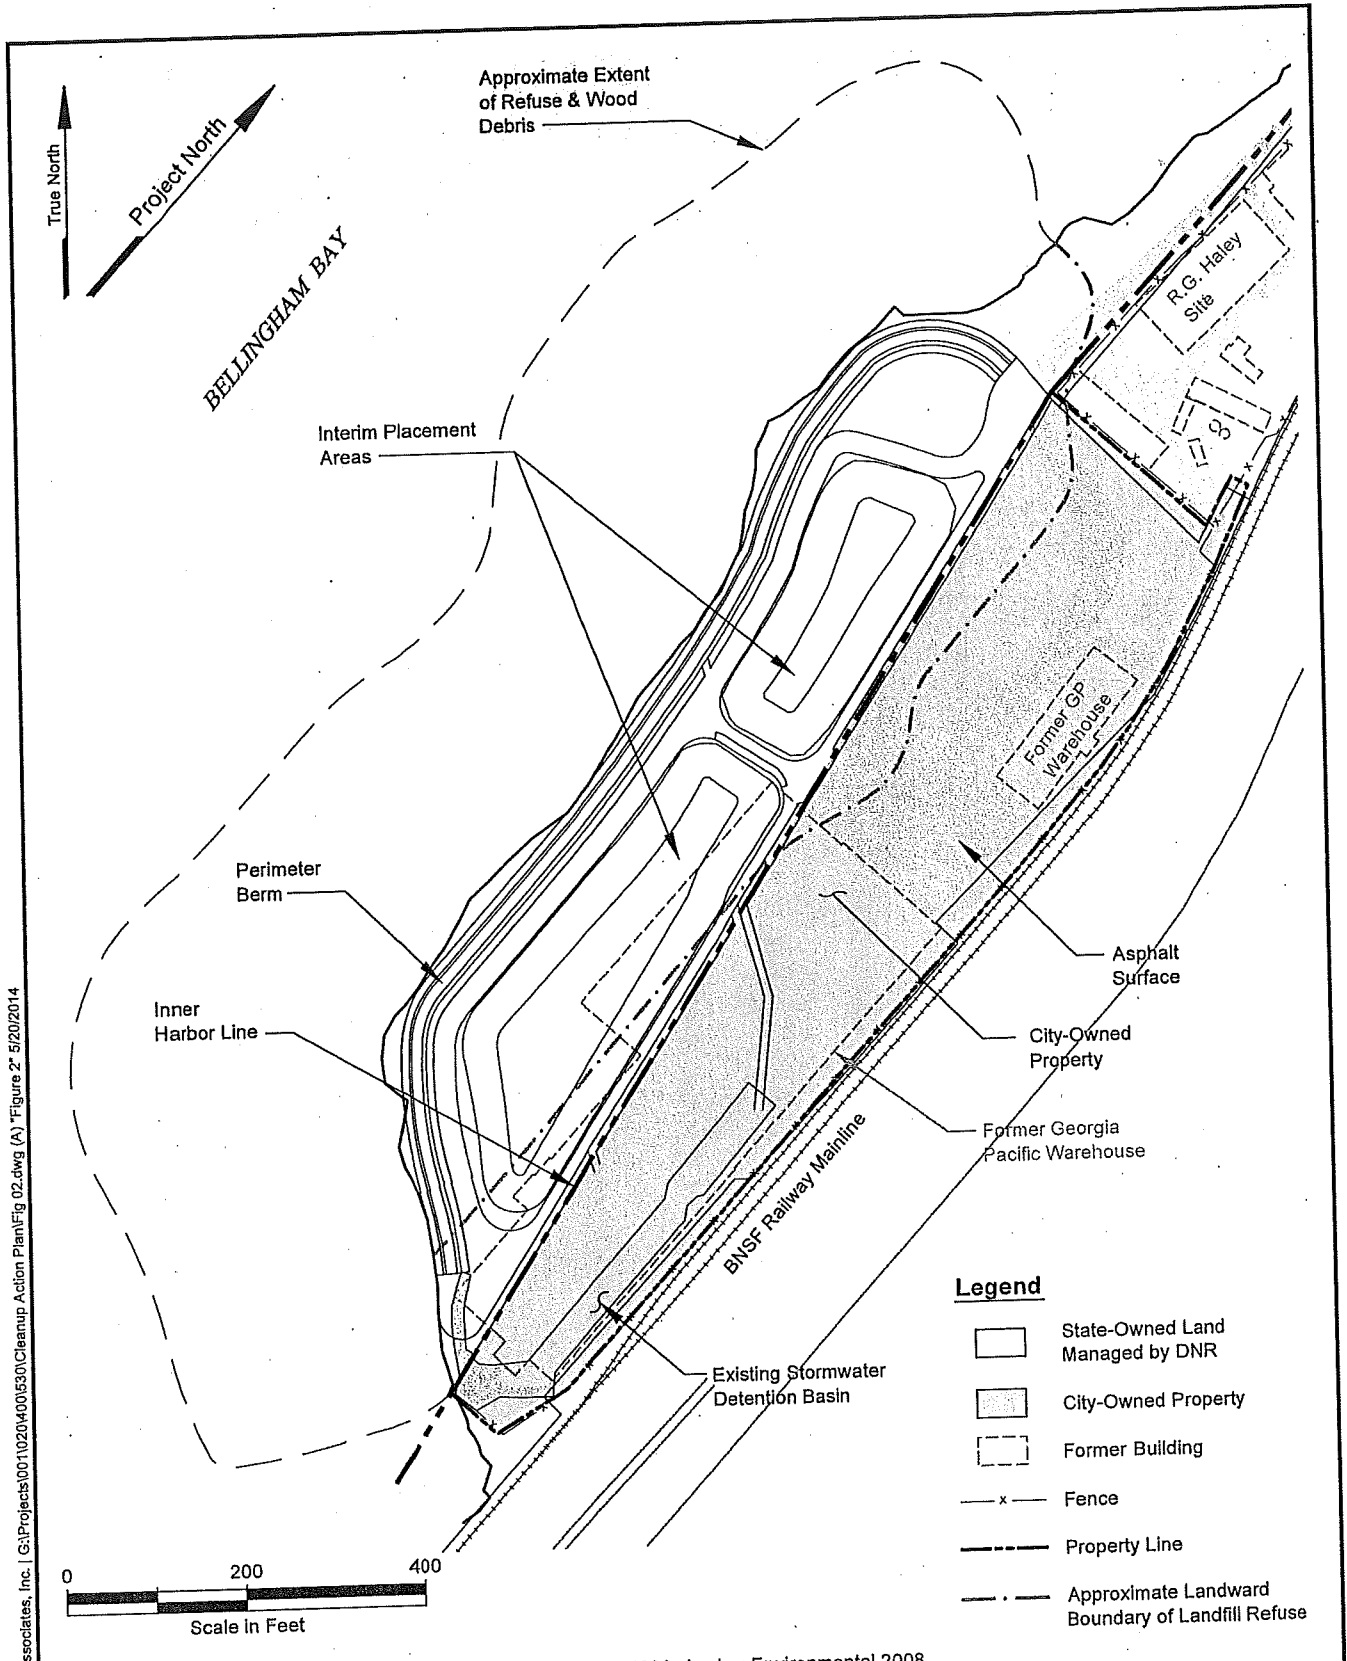 True North
Project North
Approximate Extent
of Refuse & Wood
Debris
BELLINGHAM BAY
R.G. Haley
Site
Interim Placement
Areas
Former GP
Warehouse
Perimeter
Berm
Asphalt
Surface
Inner
Harbor Line
City-Owned
Property
Former Georgia
Pacific Warehouse
BNSF Railway Mainline
Existing Stormwater
Detention Basin
Legend
State-Owned Land
Managed by DNR
City-Owned Property
Former Building
x Fence
Property Line
Approximate Landward
Boundary of Landfill Refuse
0 200 400
Scale in Feet
Inc. | G:\Projects\001\020\400\530\Cleanup Action Plan\Fig 02.dwg (A) "Figure 2" 5/20/2014
Environmental 2008